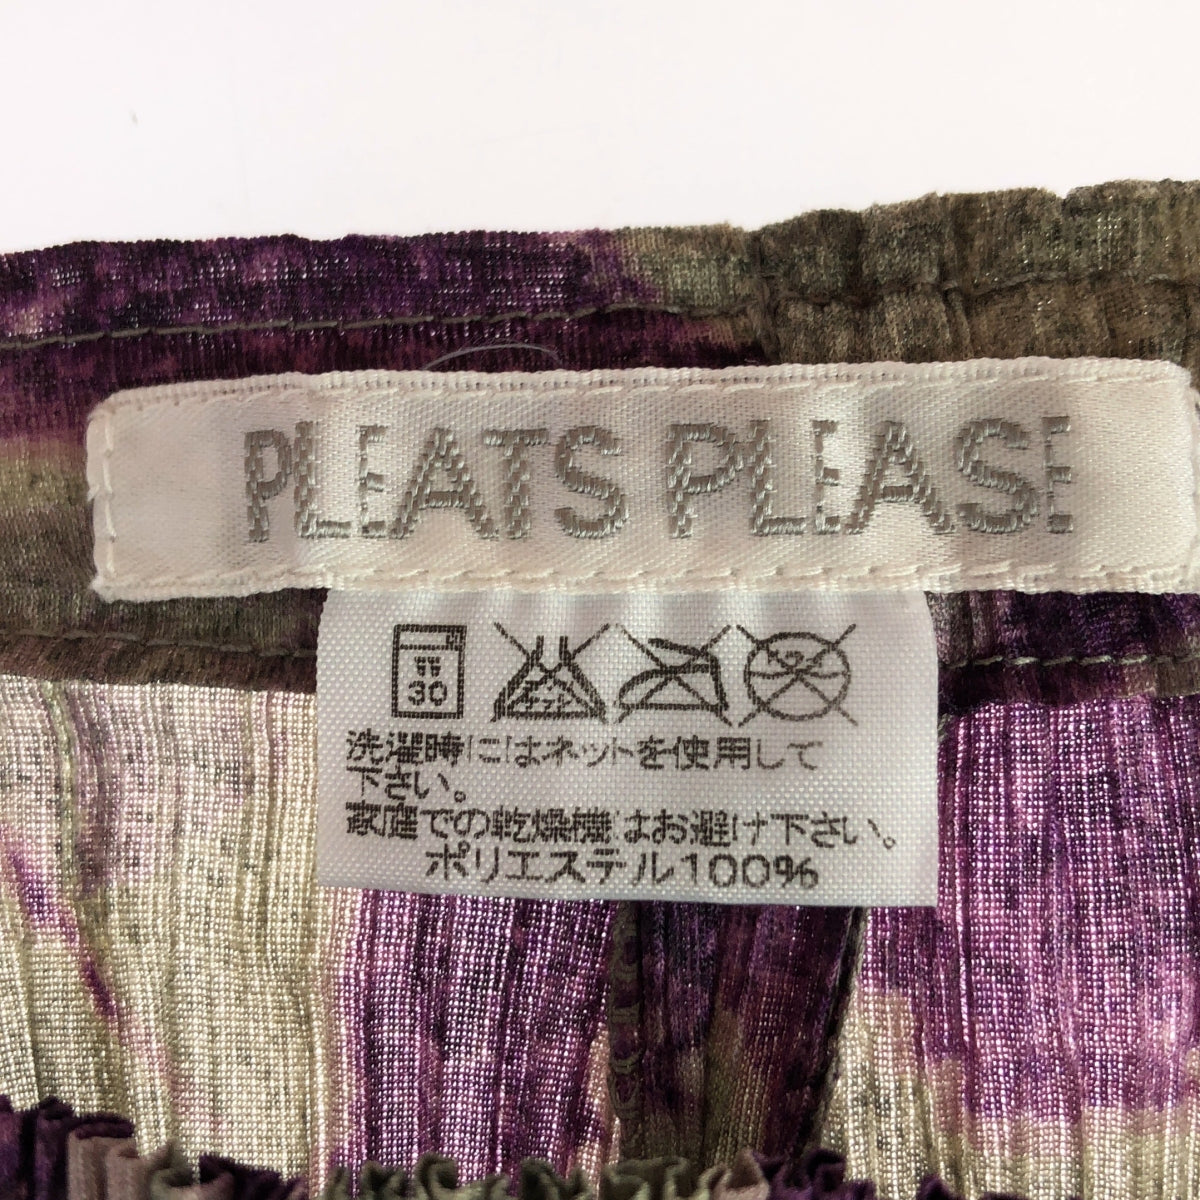 PLEATS PLEASE
30
洗濯時にはネットを使用して
下さい。
家庭での乾燥機はお避け下さい。
ポリエステル100%